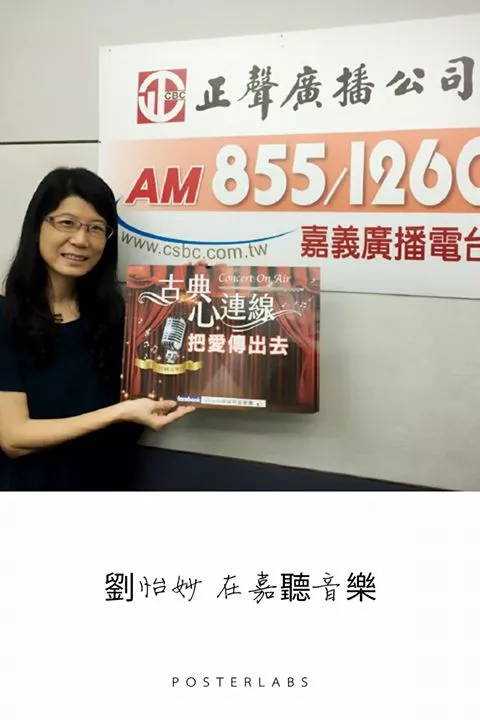 CBC 正聲廣播公司
AM 855/1260
www.csbc.com.tw 嘉義廣播電台
Concert On Air
古典
心連線
把愛傳出去
facebook
劉怡妙 在嘉聽音樂
POSTERLABS